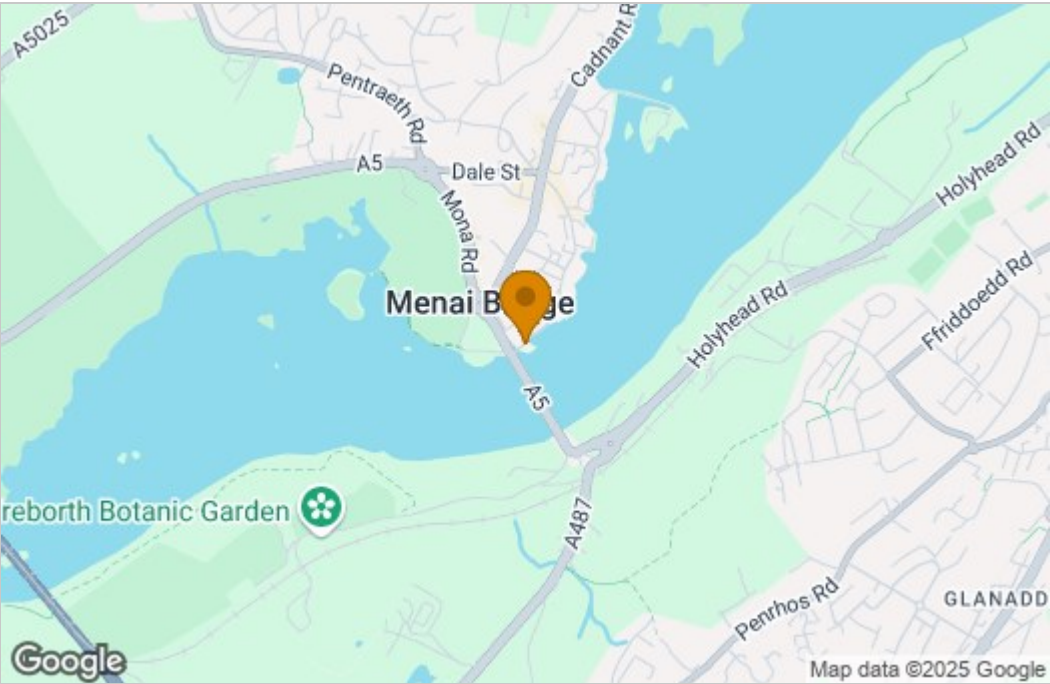 A5025
Cadnant R
Pentraeth Rd
A5
Dale St
Mona Rd
Holyhead Rd
Ffriddoedd Rd
Menai B ge
Holyhead Rd
A5
reborth Botanic Garden
A487
Penrhos Rd
GLANADD
Google
Map data ©2025 Google